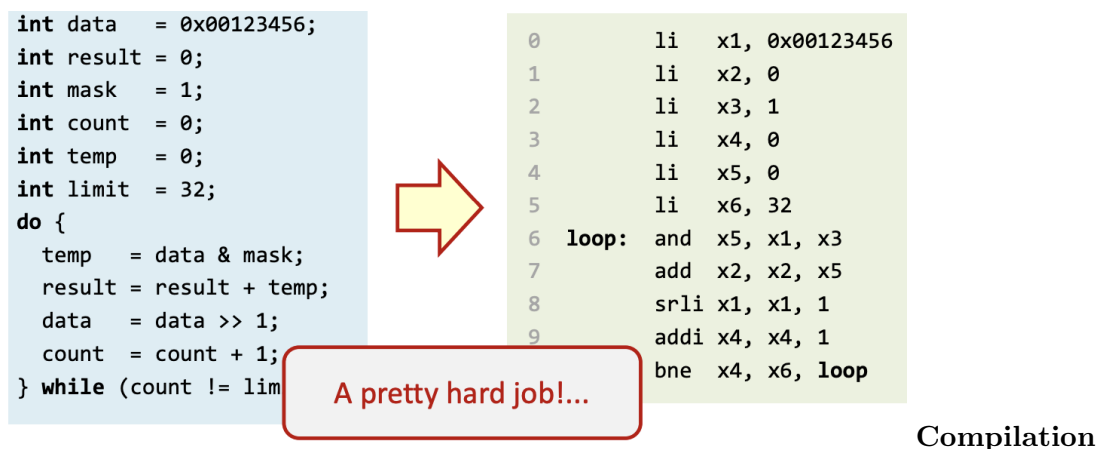 int data   = 0x00123456;
int result = 0;
int mask   = 1;
int count  = 0;
int temp   = 0;
int limit  = 32;
do {
  temp   = data & mask;
  result = result + temp;
  data   = data >> 1;
  count  = count + 1;
} while (count != lim
0 li x1, 0x00123456
1 li x2, 0
2 li x3, 1
3 li x4, 0
4 li x5, 0
5 li x6, 32
6 loop: and x5, x1, x3
7 add x2, x2, x5
8 srli x1, x1, 1
9 addi x4, x4, 1
bne x4, x6, loop
A pretty hard job!...
Compilation